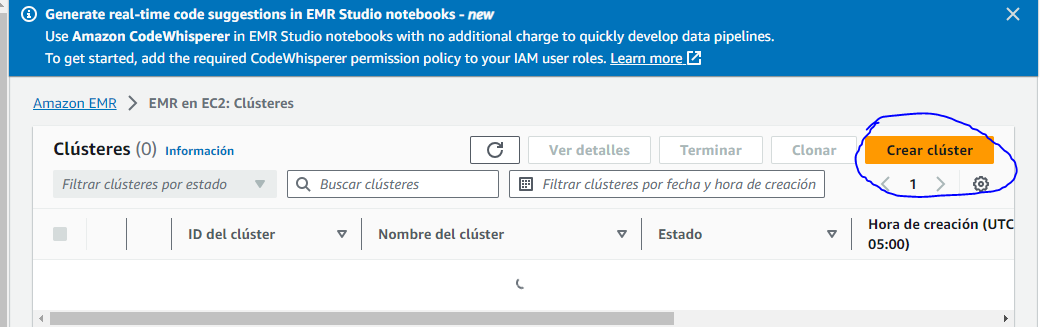 Generate real-time code suggestions in EMR Studio notebooks - new
Use Amazon CodeWhisperer in EMR Studio notebooks with no additional charge to quickly develop data pipelines.
To get started, add the required CodeWhisperer permission policy to your IAM user roles. Learn more
Amazon EMR > EMR en EC2: Clústeres
Clústeres (0) Información Ver detalles Terminar Clonar Crear clúster
Filtrar clústeres por estado Buscar clústeres Filtrar clústeres por fecha y hora de creación < 1 >
ID del clúster Nombre del clúster Estado Hora de creación (UTC
05:00)